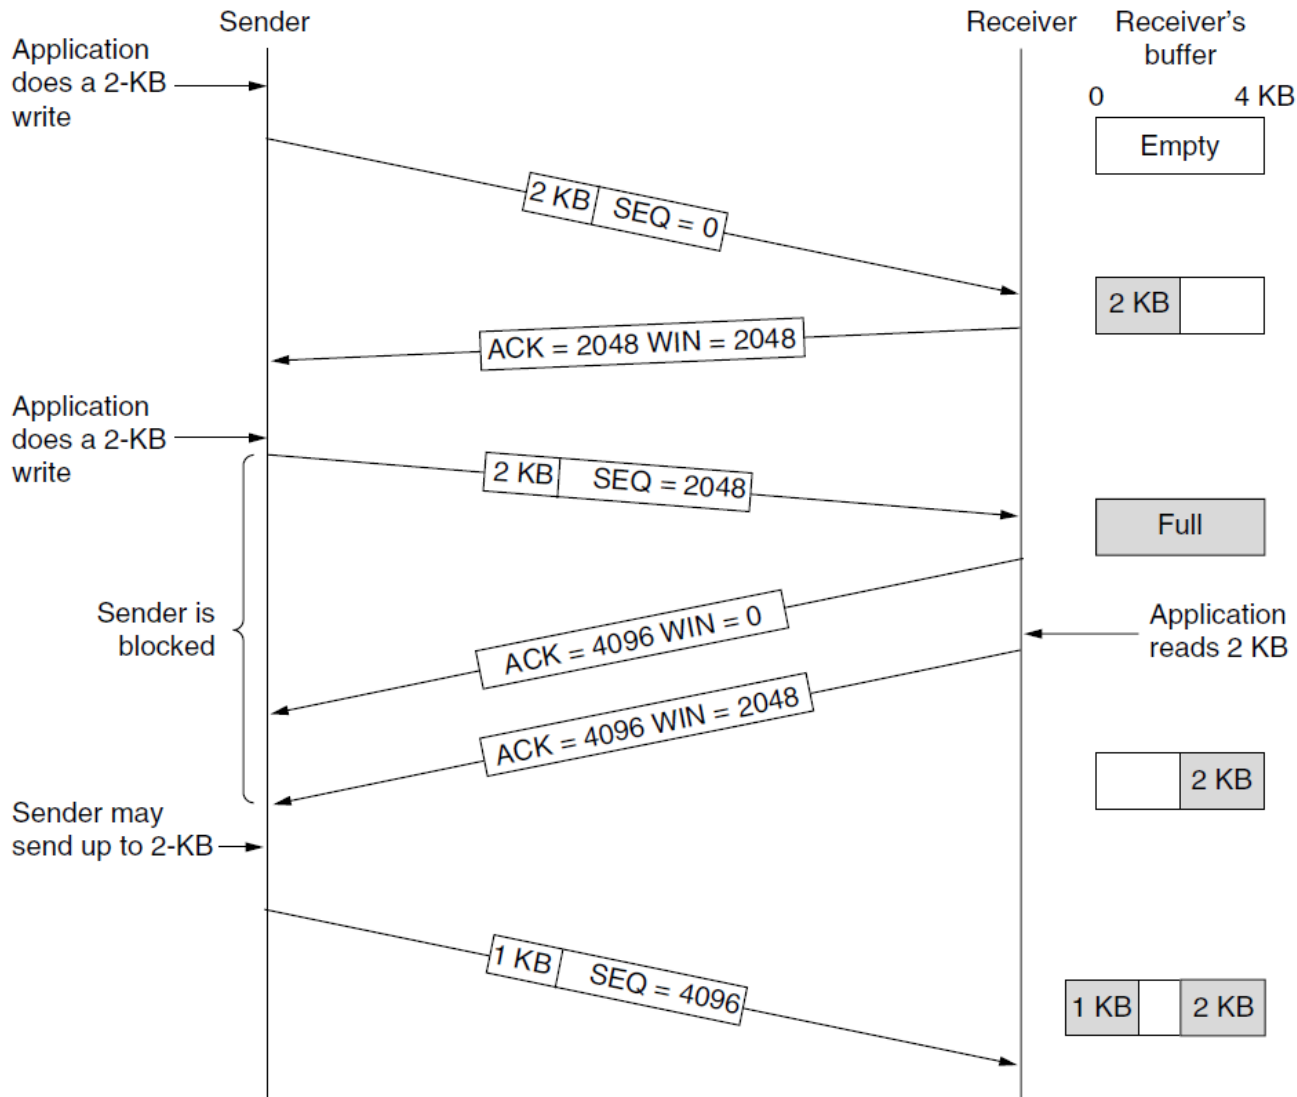 Sender
Receiver
Receiver's
buffer
Application
does a 2-KB
write
0
4 KB
Empty
2 KB SEQ = 0
2 KB
ACK = 2048 WIN = 2048
Application
does a 2-KB
write
2 KB SEQ = 2048
Full
Sender is
blocked
ACK = 4096 WIN = 0
Application
reads 2 KB
ACK = 4096 WIN = 2048
2 KB
Sender may
send up to 2-KB
1 KB SEQ = 4096
1 KB
2 KB